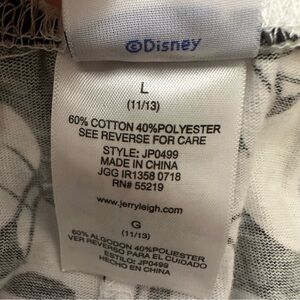 ©Disney
L
(11/13)
60% COTTON 40%POLYESTER
SEE REVERSE FOR CARE
STYLE: JP0499
MADE IN CHINA
JGG IR1358 0718
RN# 55219
www.jerryleigh.com
G
(11/13)
60% ALGODON 40%POLIESTER
VER REVERSO PARA EL CUIDADO
ESTILO: JP0499
HECHO EN CHINA